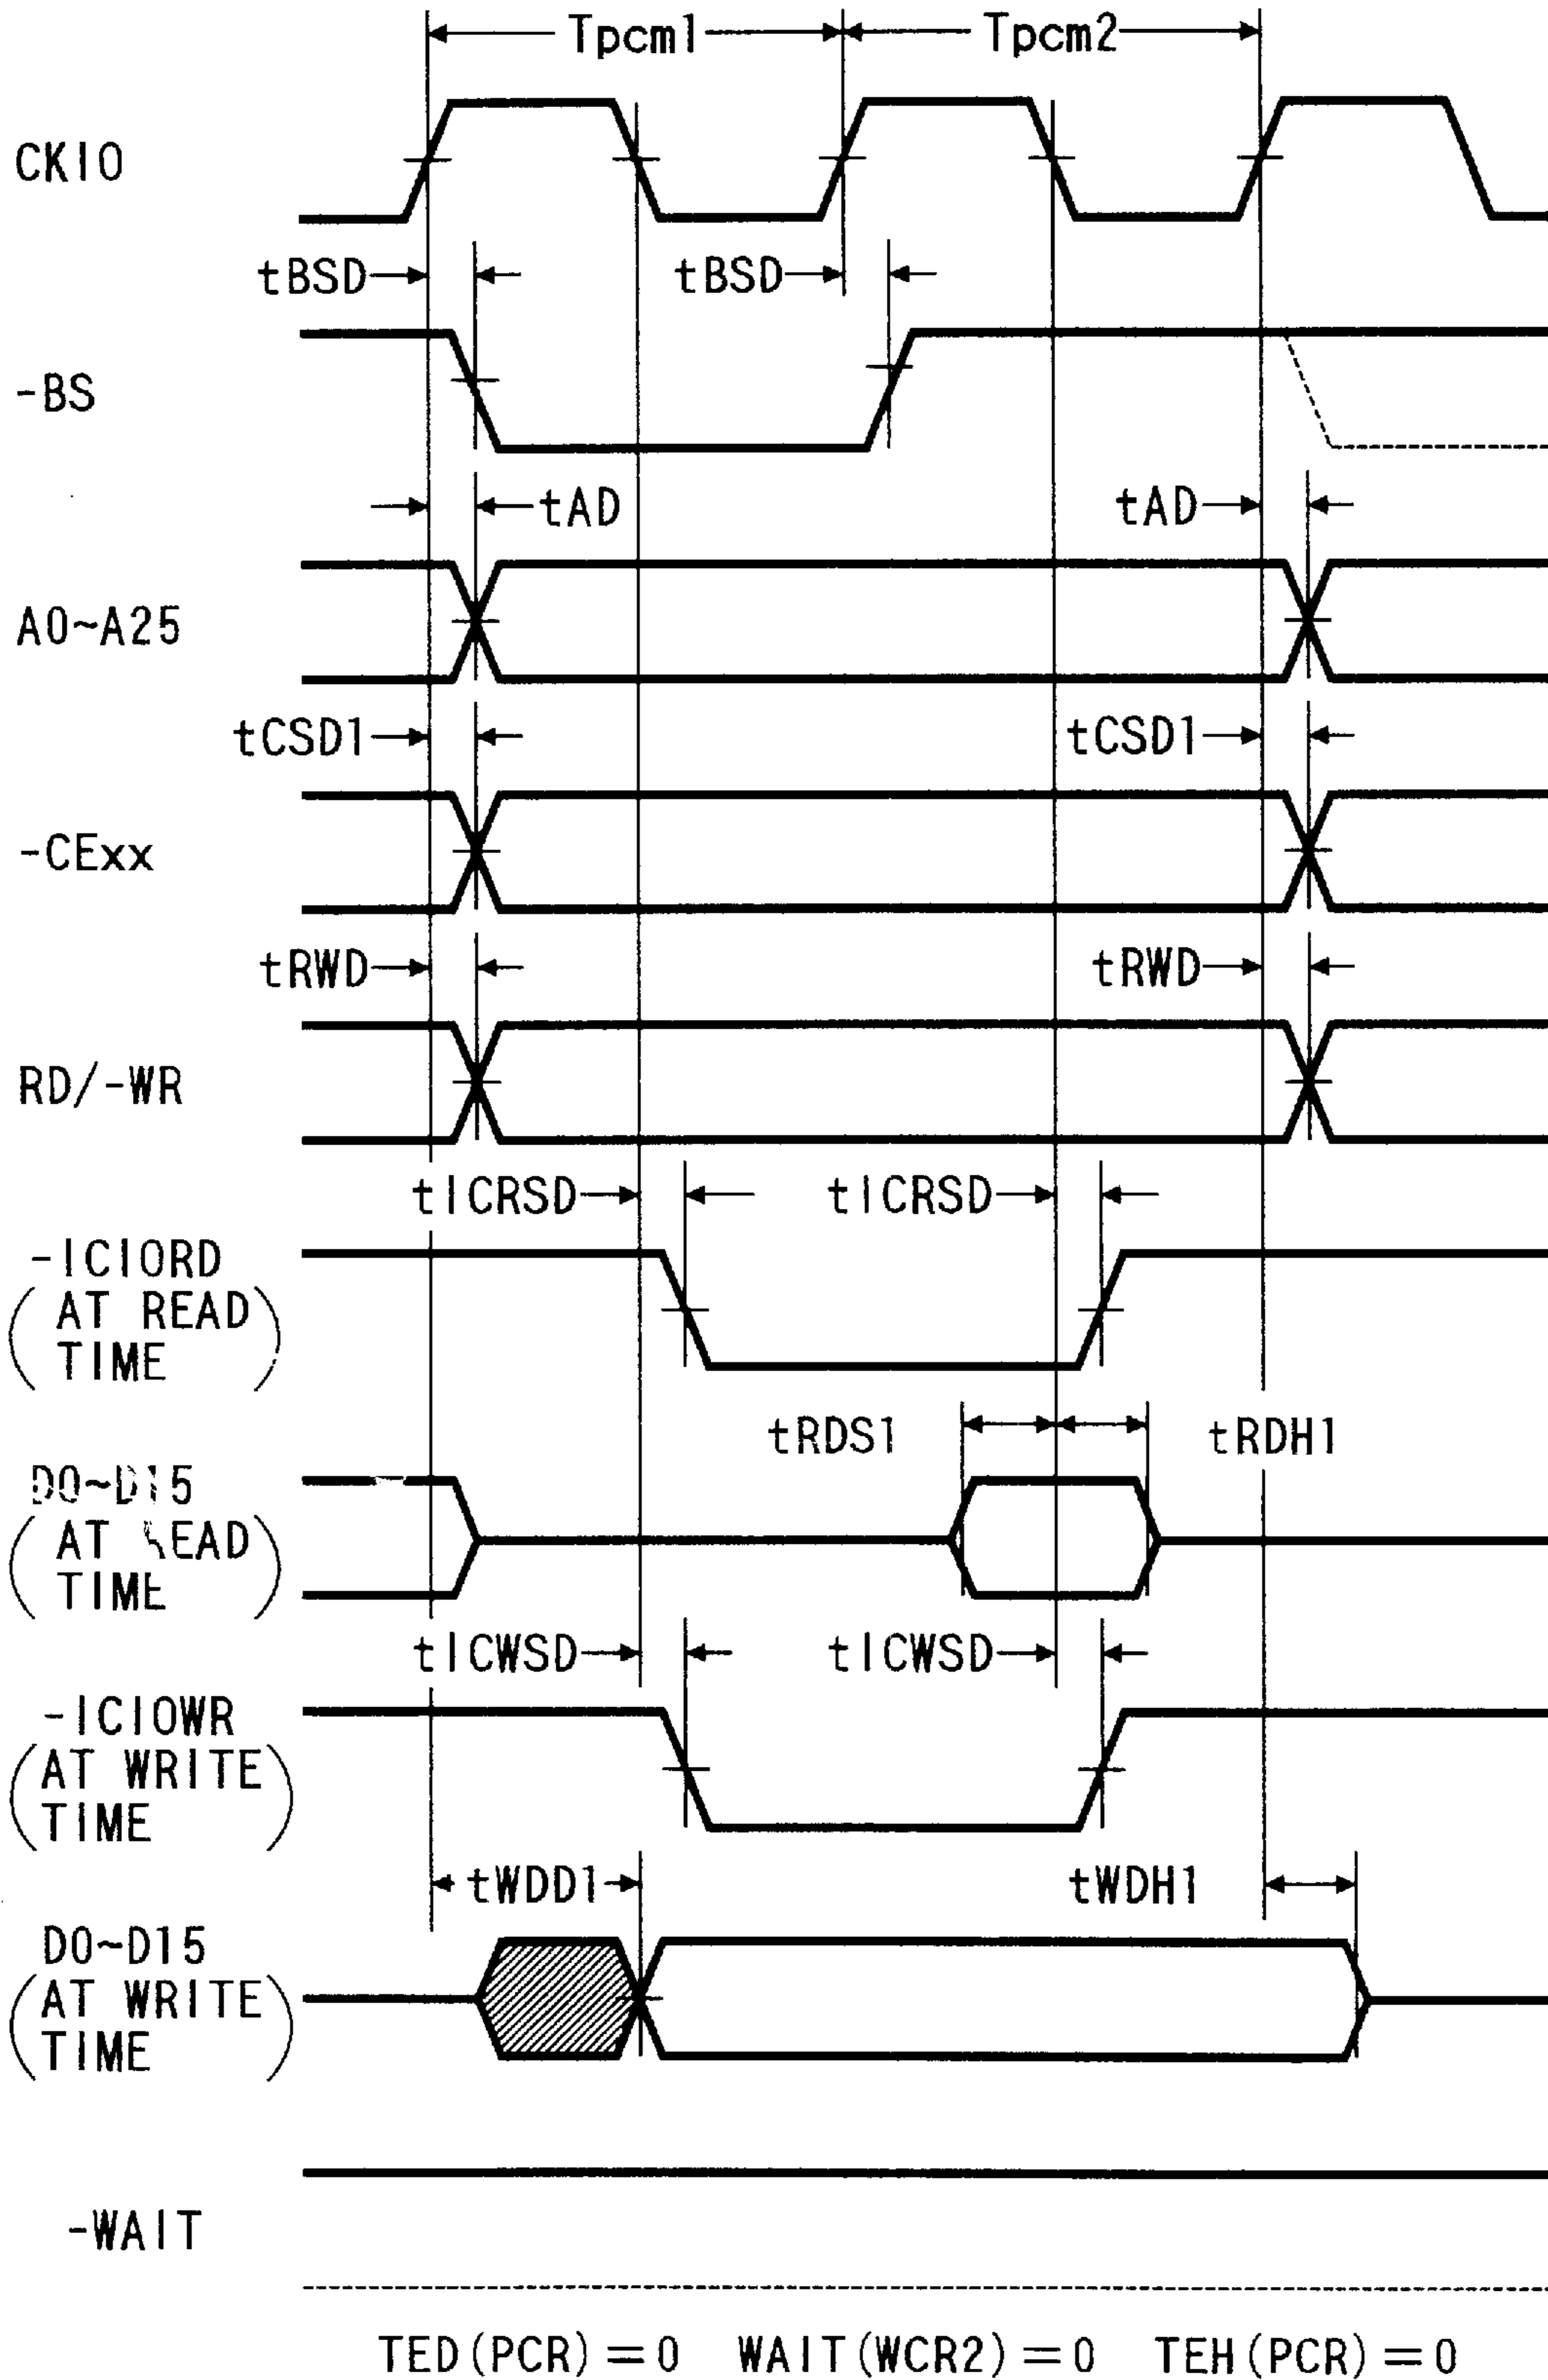 Tpcm1 Tpcm2
CKIO
tBSD tBSD
-BS
tAD tAD
A0~A25
tCSD1 tCSD1
-CExx
tRWD tRWD
RD/-WR
tICRSD tICRSD
-ICIORD
(AT READ
TIME)
tRDS1 tRDH1
D0~D15
(AT READ
TIME)
tICWSD tICWSD
-ICIOWR
(AT WRITE
TIME)
tWDD1 tWDH1
D0~D15
(AT WRITE
TIME)
-WAIT
TED(PCR)=0 WAIT(WCR2)=0 TEH(PCR)=0